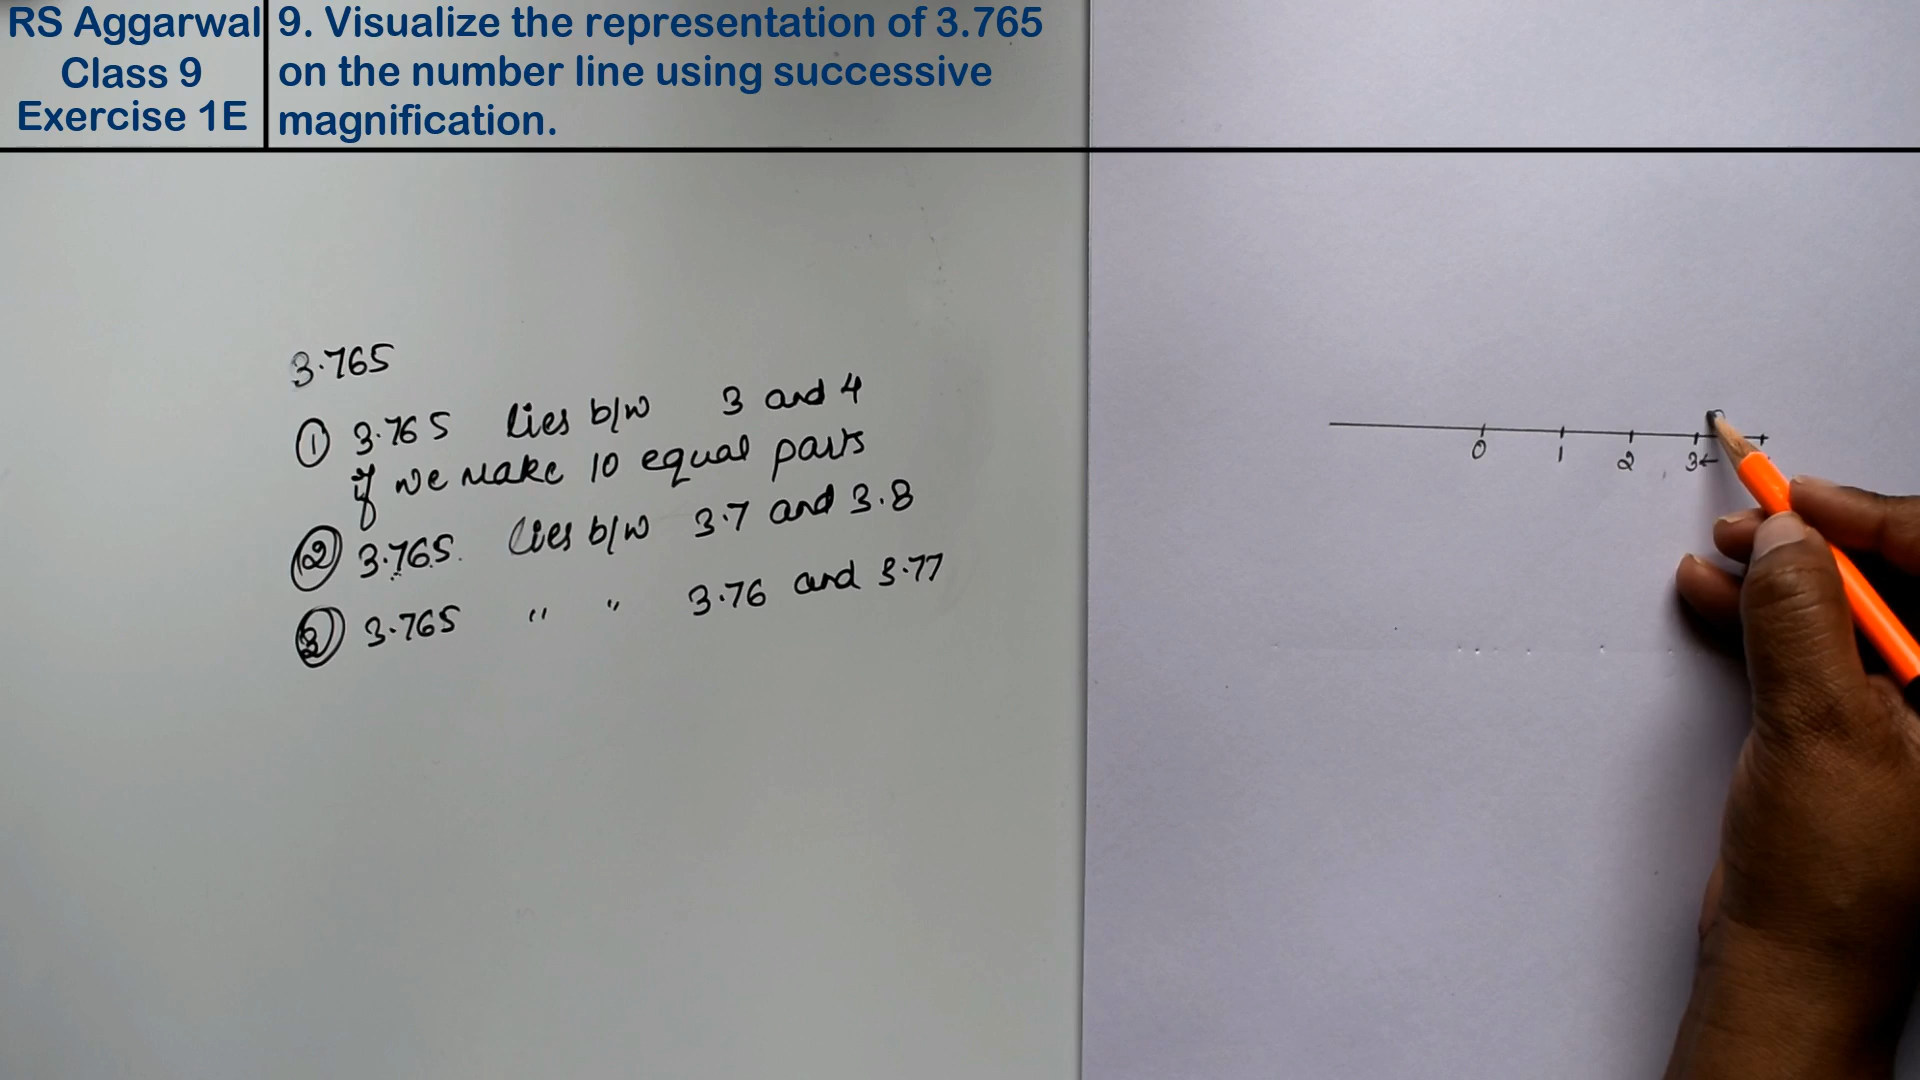 RS Aggarwal
Class 9
Exercise 1E
9. Visualize the representation of 3.765
on the number line using successive
magnification.
3.765
① 3.765 lies b/w 3 and 4
if we make 10 equal parts
② 3.765. lies b/w 3.7 and 3.8
③ 3.765 " " 3.76 and 3.77
0 1 2 3←